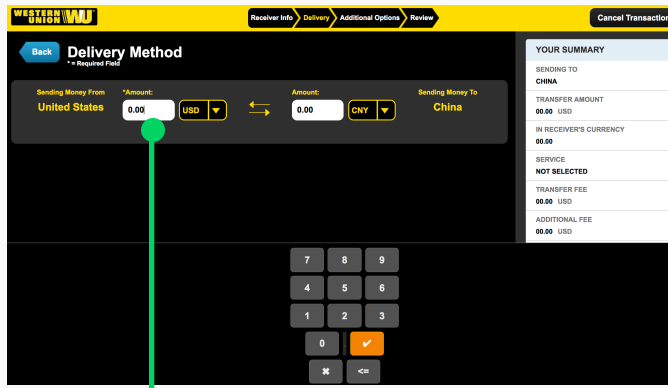 WESTERN UNION WU
Receiver Info Delivery Additional Options Review
Cancel Transaction
Back
Delivery Method
* = Required Field
Sending Money From
United States
*Amount:
0.00 USD
Amount:
0.00 CNY
Sending Money To
China
YOUR SUMMARY
SENDING TO
CHINA
TRANSFER AMOUNT
00.00 USD
IN RECEIVER'S CURRENCY
00.00
SERVICE
NOT SELECTED
TRANSFER FEE
00.00 USD
ADDITIONAL FEE
00.00 USD
7 8 9
4 5 6
1 2 3
0 . ✔
✖ <=